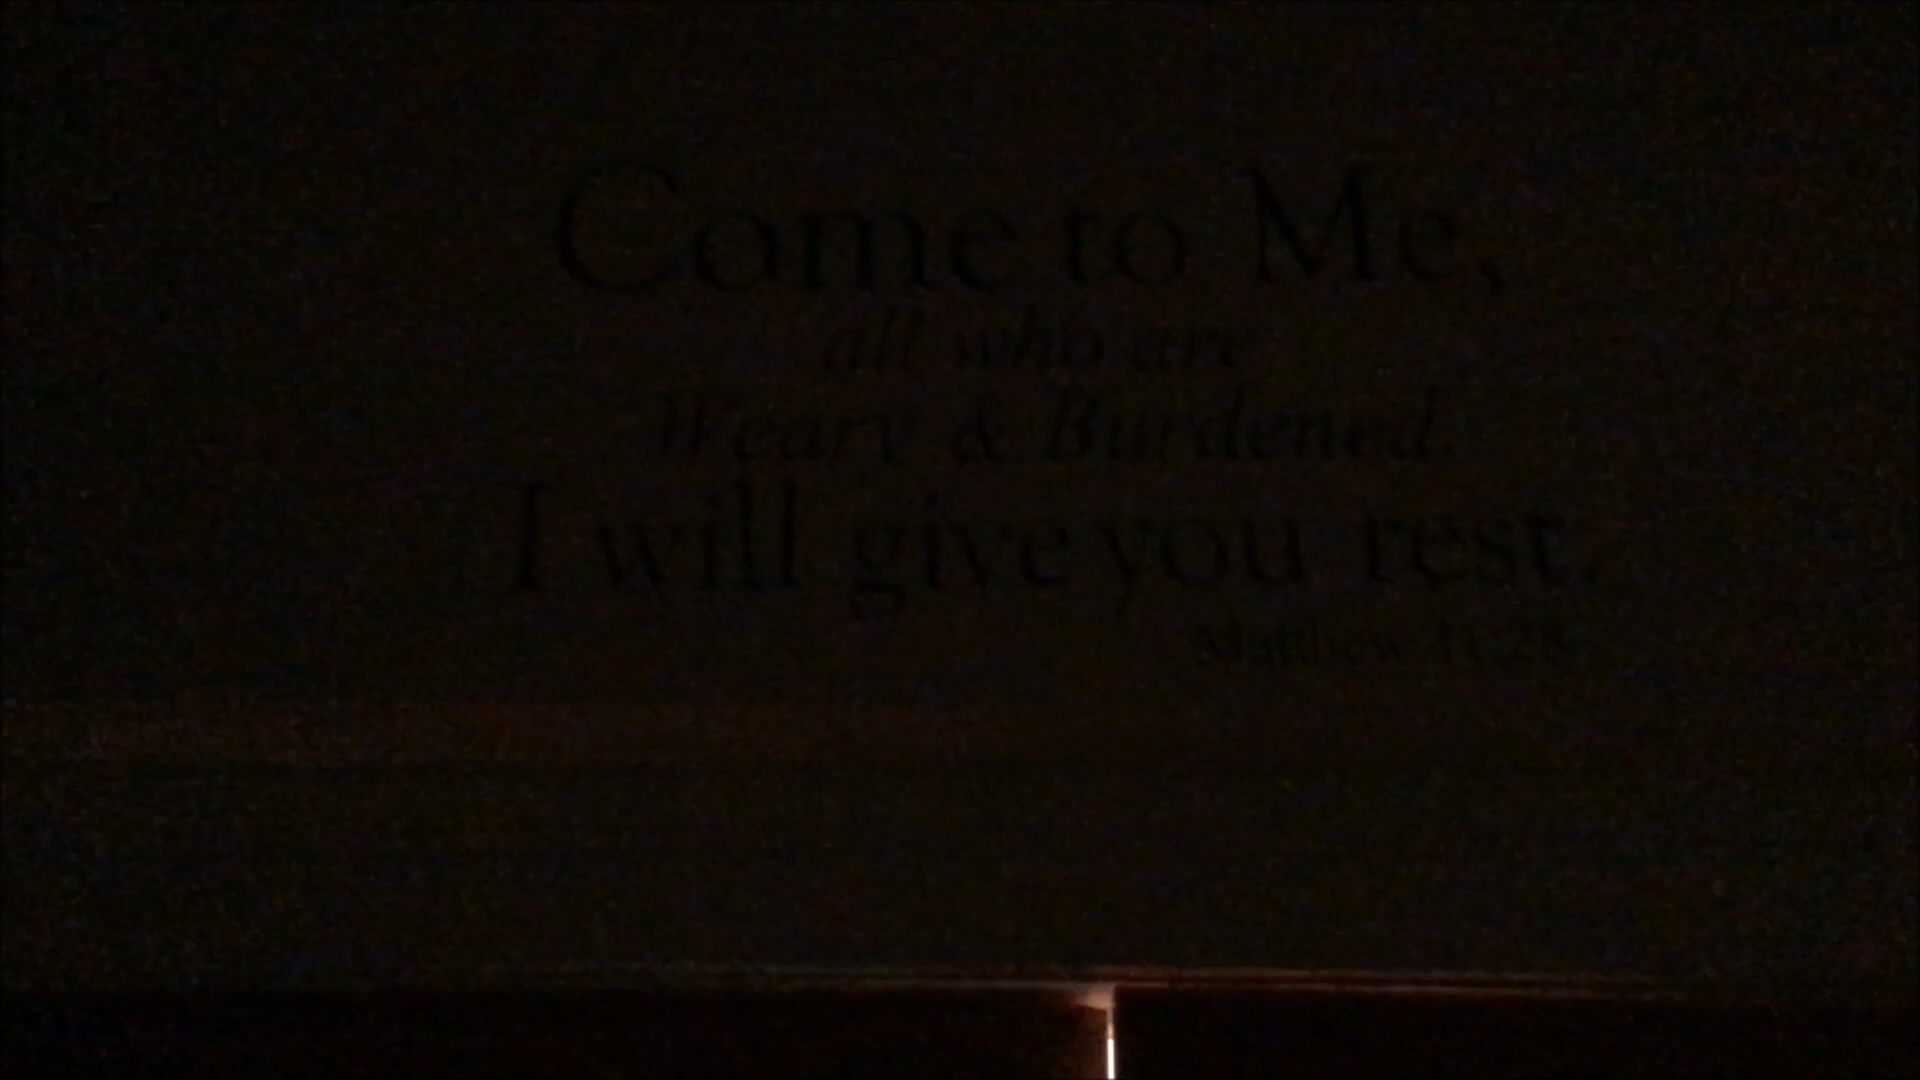 Come to Me,
all who are
Weary & Burdened.
I will give you rest.
Matthew 11:28